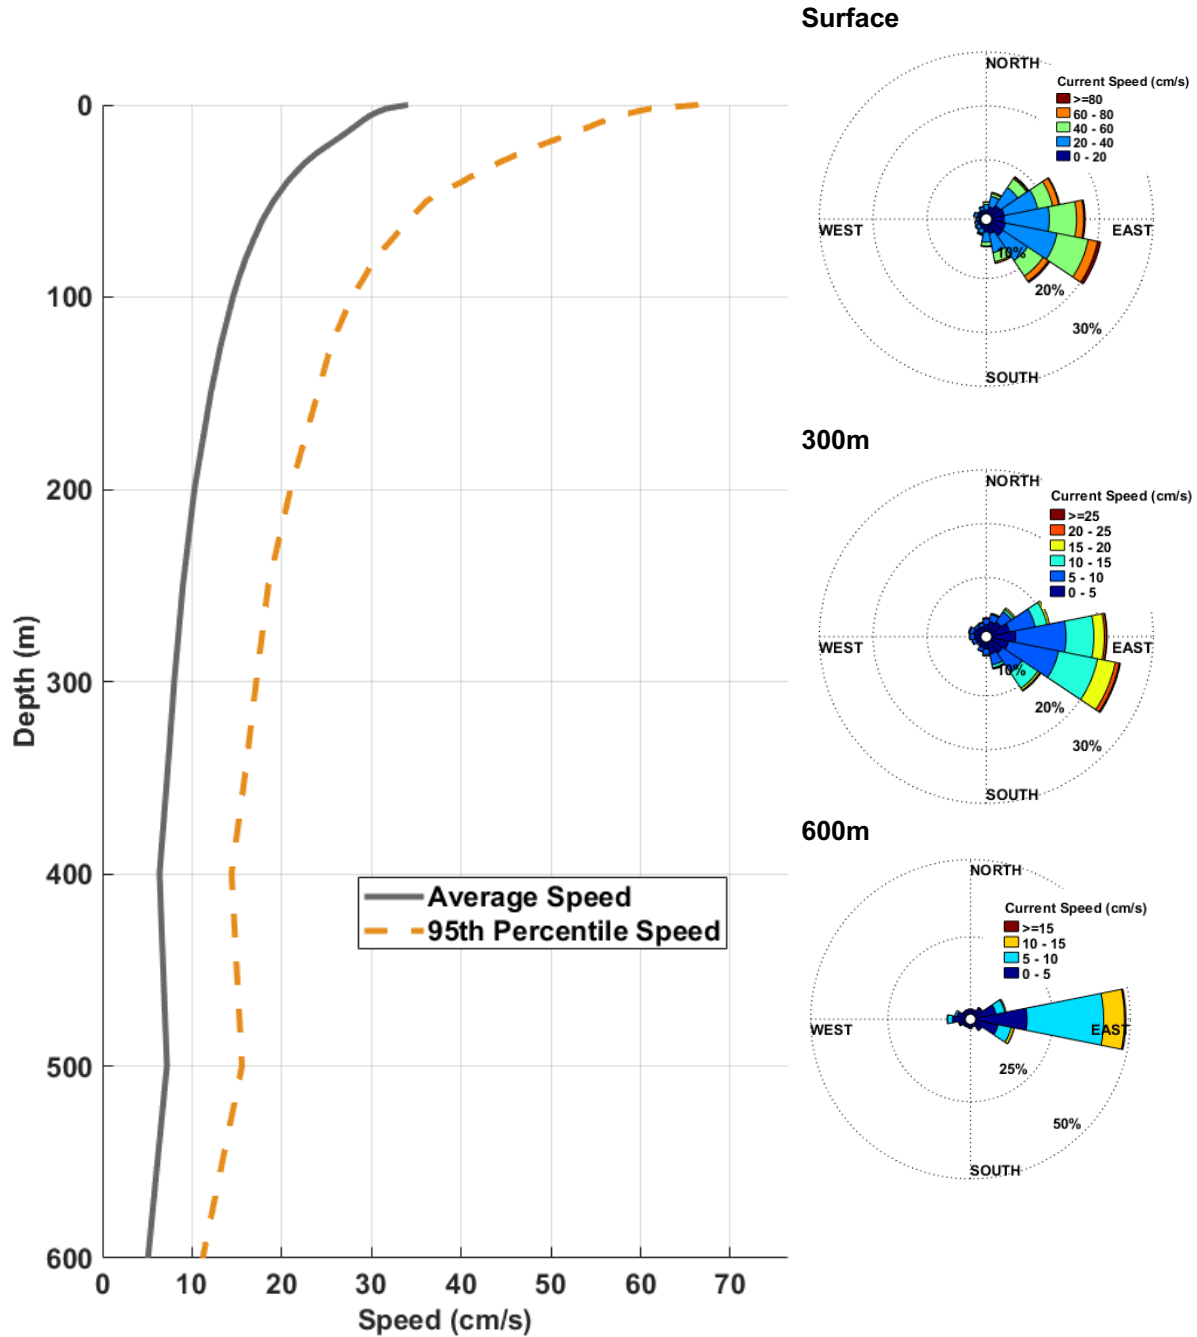 Surface
NORTH
Current Speed (cm/s)
>=80
60 - 80
40 - 60
20 - 40
0 - 20
WEST
EAST
10%
20%
30%
SOUTH
300m
NORTH
Current Speed (cm/s)
>=25
20 - 25
15 - 20
10 - 15
5 - 10
0 - 5
WEST
EAST
10%
20%
30%
SOUTH
600m
NORTH
Current Speed (cm/s)
>=15
10 - 15
5 - 10
0 - 5
WEST
EAST
25%
50%
SOUTH
0
100
200
300
400
500
600
Depth (m)
Average Speed
95th Percentile Speed
0 10 20 30 40 50 60 70
Speed (cm/s)